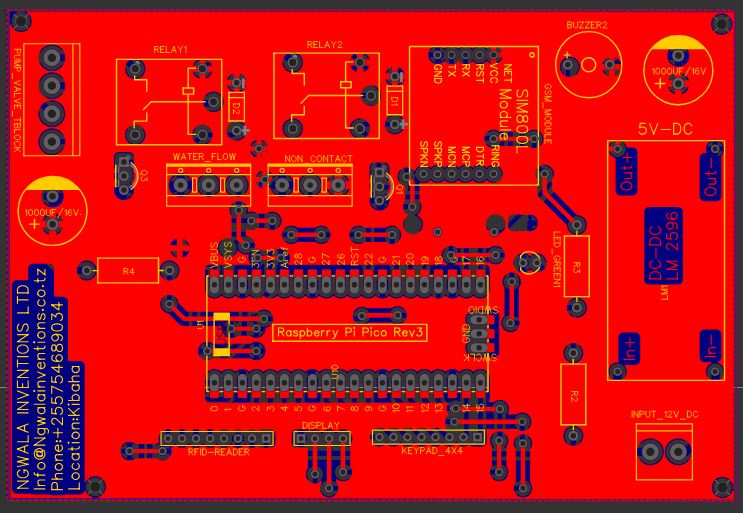 BUZZER2
RELAY1
RELAY2
PUMP_VALVE_TBLOCK
D2
D1
GND
TX
RX
RST
VCC
NET
SIM800L
Module
GSM_MODULE
SPKN
SPKP
MCN
MCP
DTR
RING
1000UF/16V
5V-DC
WATER_FLOW
NON_CONTACT
Q3
Out+
Out-
DC-DC
LM 2596
LM1
In+
In-
1000UF/16V
R4
VBUS
VSYS
G
3EN
3V3
Aref
28
G
27
26
RST
22
G
21
20
19
18
G
17
16
LED_GREEN1
R3
U1
Raspberry Pi Pico Rev3
SWDIO
GND
SWCLK
U10
0
1
G
2
3
4
5
G
6
7
8
9
G
10
11
12
13
G
14
15
R2
INPUT_12V_DC
RFID-READER
DISPLAY
KEYPAD_4X4
NGWALA INVENTIONS LTD
Info@Ngwalainventions.co.tz
Phone:+255754689034
Location:Kibaha